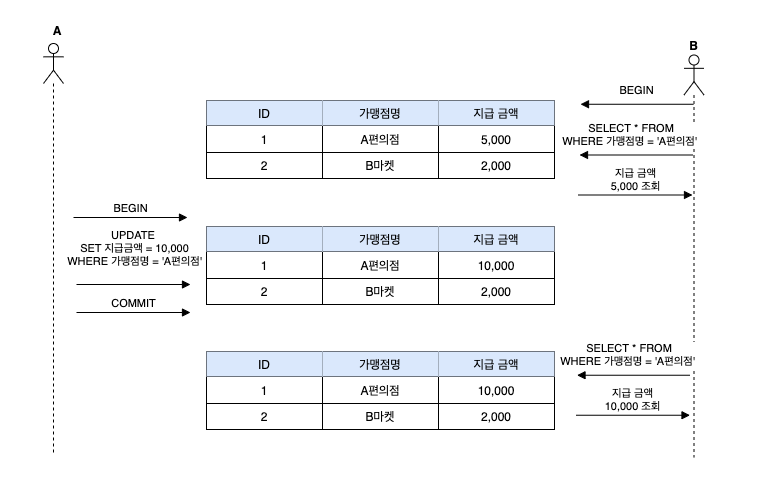 A
B
BEGIN
ID 가맹점명 지급 금액
1 A편의점 5,000
2 B마켓 2,000
SELECT * FROM
WHERE 가맹점명 = 'A편의점'
지급 금액
5,000 조회
BEGIN
UPDATE
SET 지급금액 = 10,000
WHERE 가맹점명 = 'A편의점'
COMMIT
ID 가맹점명 지급 금액
1 A편의점 10,000
2 B마켓 2,000
SELECT * FROM
WHERE 가맹점명 = 'A편의점'
지급 금액
10,000 조회
ID 가맹점명 지급 금액
1 A편의점 10,000
2 B마켓 2,000